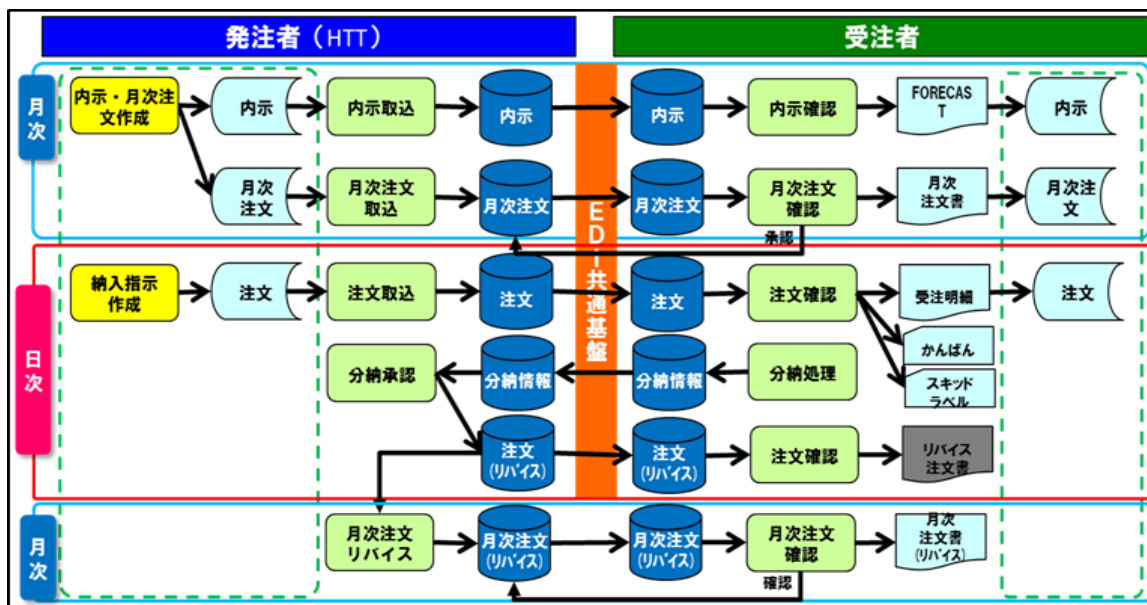 発注者（HTT）
受注者
月次
内示・月次注
文作成
内示
内示取込
内示
内示
内示確認
FORECAS
T
内示
月次
注文
月次注文
取込
月次注文
月次注文
月次注文
確認
月次
注文書
月次注
文
承認
EDI共通基盤
日次
納入指示
作成
注文
注文取込
注文
注文
注文確認
受注明細
注文
かんばん
スキッド
ラベル
分納承認
分納情報
分納情報
分納処理
注文
(リバイス)
注文
(リバイス)
注文確認
リバイス
注文書
月次
月次注文
リバイス
月次注文
(リバイス)
月次注文
(リバイス)
月次注文
確認
月次
注文書
(リバイス)
確認